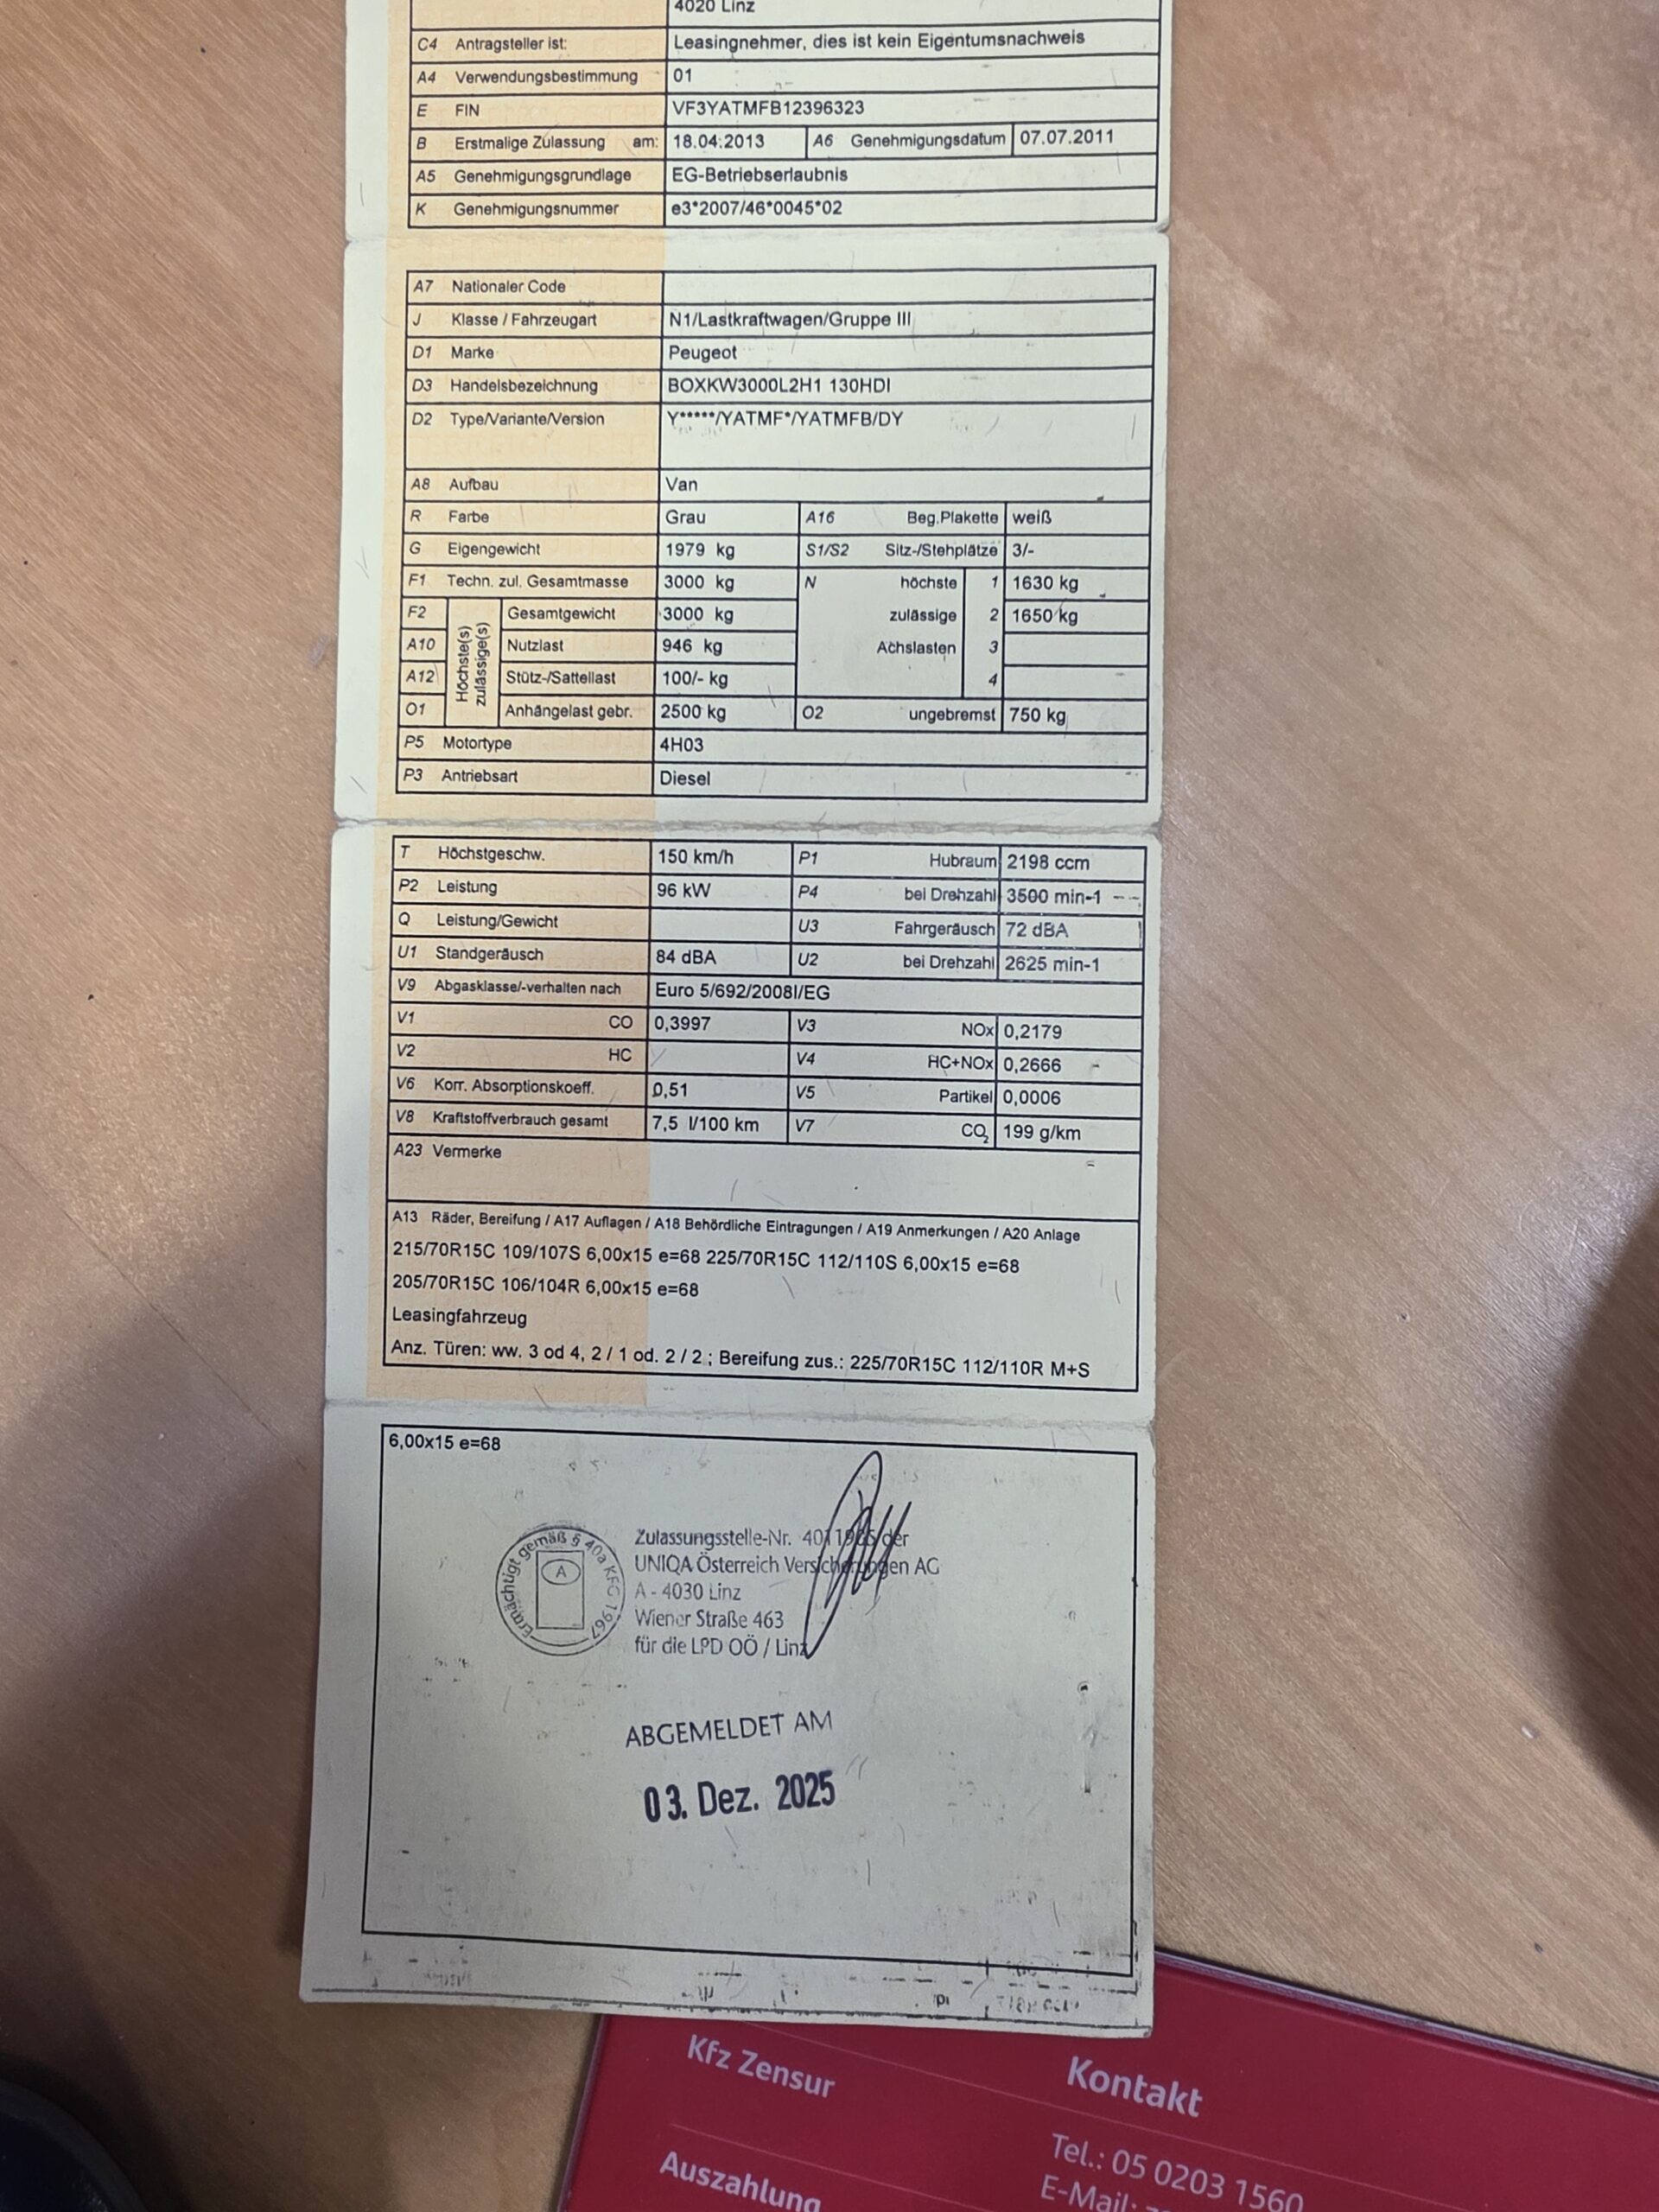 4020 Linz
C4 Antragsteller ist: Leasingnehmer, dies ist kein Eigentumsnachweis
A4 Verwendungsbestimmung 01
E FIN VF3YATMFB12396323
B Erstmalige Zulassung am: 18.04.2013 A6 Genehmigungsdatum 07.07.2011
A5 Genehmigungsgrundlage EG-Betriebserlaubnis
K Genehmigungsnummer e3*2007/46*0045*02
A7 Nationaler Code
J Klasse / Fahrzeugart N1/Lastkraftwagen/Gruppe III
D1 Marke Peugeot
D3 Handelsbezeichnung BOXKW3000L2H1 130HDI
D2 Type/Variante/Version Y*****/YATMF*/YATMFB/DY
A8 Aufbau Van
R Farbe Grau A16 Beg.Plakette weiß
G Eigengewicht 1979 kg S1/S2 Sitz-/Stehplätze 3/-
F1 Techn. zul. Gesamtmasse 3000 kg N höchste 1 1630 kg
F2 Höchste(s) zulässige(s) Gesamtgewicht 3000 kg zulässige 2 1650 kg
A10 Nutzlast 946 kg Achslasten 3
A12 Stütz-/Sattellast 100/- kg 4
O1 Anhängelast gebr. 2500 kg O2 ungebremst 750 kg
P5 Motortype 4H03
P3 Antriebsart Diesel
T Höchstgeschw. 150 km/h P1 Hubraum 2198 ccm
P2 Leistung 96 kW P4 bei Drehzahl 3500 min-1
Q Leistung/Gewicht U3 Fahrgeräusch 72 dBA
U1 Standgeräusch 84 dBA U2 bei Drehzahl 2625 min-1
V9 Abgasklasse/-verhalten nach Euro 5/692/2008I/EG
V1 CO 0,3997 V3 NOx 0,2179
V2 HC V4 HC+NOx 0,2666
V6 Korr. Absorptionskoeff. 0,51 V5 Partikel 0,0006
V8 Kraftstoffverbrauch gesamt 7,5 l/100 km V7 CO2 199 g/km
A23 Vermerke
A13 Räder, Bereifung / A17 Auflagen / A18 Behördliche Eintragungen / A19 Anmerkungen / A20 Anlage
215/70R15C 109/107S 6,00x15 e=68 225/70R15C 112/110S 6,00x15 e=68
205/70R15C 106/104R 6,00x15 e=68
Leasingfahrzeug
Anz. Türen: ww. 3 od 4, 2 / 1 od. 2 / 2 ; Bereifung zus.: 225/70R15C 112/110R M+S
6,00x15 e=68
Ermächtigt gemäß § 40a KFG 1967
A
Zulassungsstelle-Nr. der
UNIQA Österreich Versicherungen AG
A - 4030 Linz
Wiener Straße 463
für die LPD OÖ / Linz
ABGEMELDET AM
03. Dez. 2025
Kfz Zensur
Kontakt
Tel.: 05 0203 1560
Auszahlung
E-Mail: